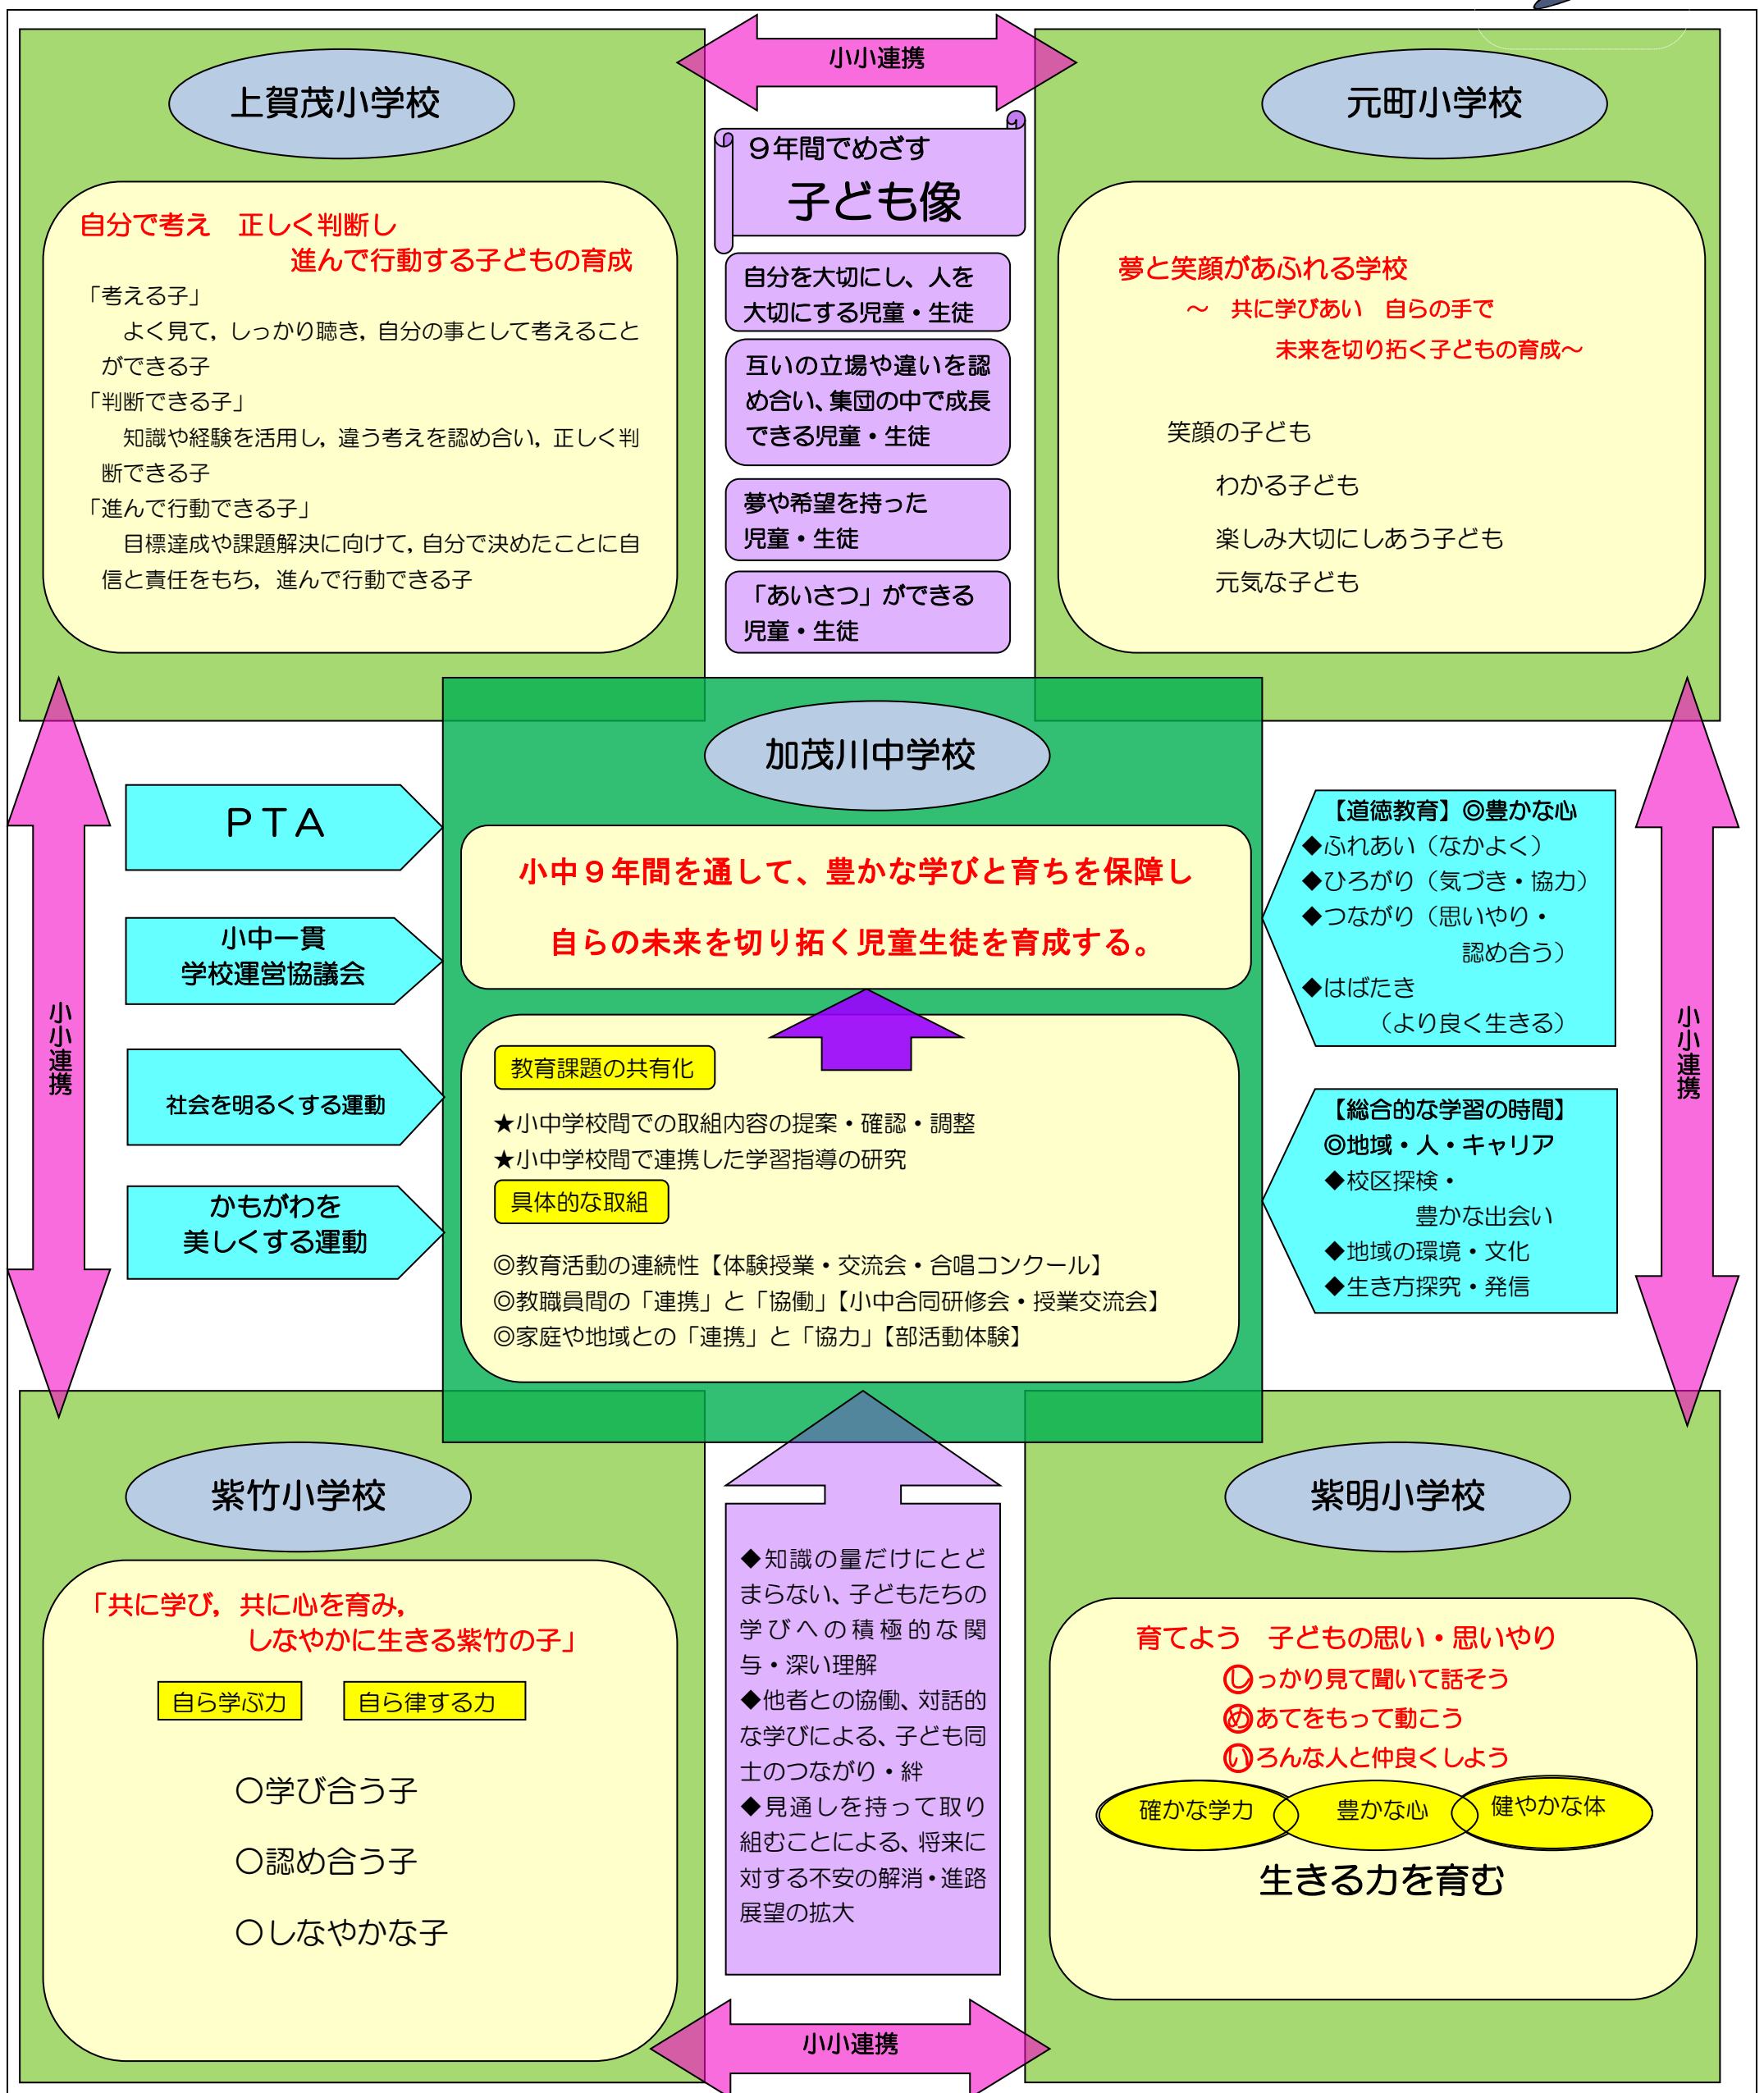 小小連携
上賀茂小学校
自分で考え　正しく判断し
進んで行動する子どもの育成
「考える子」
よく見て，しっかり聴き，自分の事として考えること
ができる子
「判断できる子」
知識や経験を活用し，違う考えを認め合い，正しく判
断できる子
「進んで行動できる子」
目標達成や課題解決に向けて，自分で決めたことに自
信と責任をもち，進んで行動できる子
９年間でめざす
子ども像
自分を大切にし、人を
大切にする児童・生徒
互いの立場や違いを認
め合い、集団の中で成長
できる児童・生徒
夢や希望を持った
児童・生徒
「あいさつ」ができる
児童・生徒
元町小学校
夢と笑顔があふれる学校
～　共に学びあい　自らの手で
未来を切り拓く子どもの育成～
笑顔の子ども
わかる子ども
楽しみ大切にしあう子ども
元気な子ども
小小連携
ＰＴＡ
小中一貫
学校運営協議会
社会を明るくする運動
かもがわを
美しくする運動
加茂川中学校
小中９年間を通して、豊かな学びと育ちを保障し
自らの未来を切り拓く児童生徒を育成する。
教育課題の共有化
★小中学校間での取組内容の提案・確認・調整
★小中学校間で連携した学習指導の研究
具体的な取組
◎教育活動の連続性【体験授業・交流会・合唱コンクール】
◎教職員間の「連携」と「協働」【小中合同研修会・授業交流会】
◎家庭や地域との「連携」と「協力」【部活動体験】
【道徳教育】◎豊かな心
◆ふれあい（なかよく）
◆ひろがり（気づき・協力）
◆つながり（思いやり・
認め合う）
◆はばたき
（より良く生きる）
【総合的な学習の時間】
◎地域・人・キャリア
◆校区探検・
豊かな出会い
◆地域の環境・文化
◆生き方探究・発信
小小連携
紫竹小学校
「共に学び，共に心を育み，
しなやかに生きる紫竹の子」
自ら学ぶ力　自ら律する力
〇学び合う子
〇認め合う子
〇しなやかな子
◆知識の量だけにとど
まらない、子どもたちの
学びへの積極的な関
与・深い理解
◆他者との協働、対話的
な学びによる、子ども同
士のつながり・絆
◆見通しを持って取り
組むことによる、将来に
対する不安の解消・進路
展望の拡大
紫明小学校
育てよう　子どもの思い・思いやり
しっかり見て聞いて話そう
めあてをもって動こう
いろんな人と仲良くしよう
確かな学力　豊かな心　健やかな体
生きる力を育む
小小連携